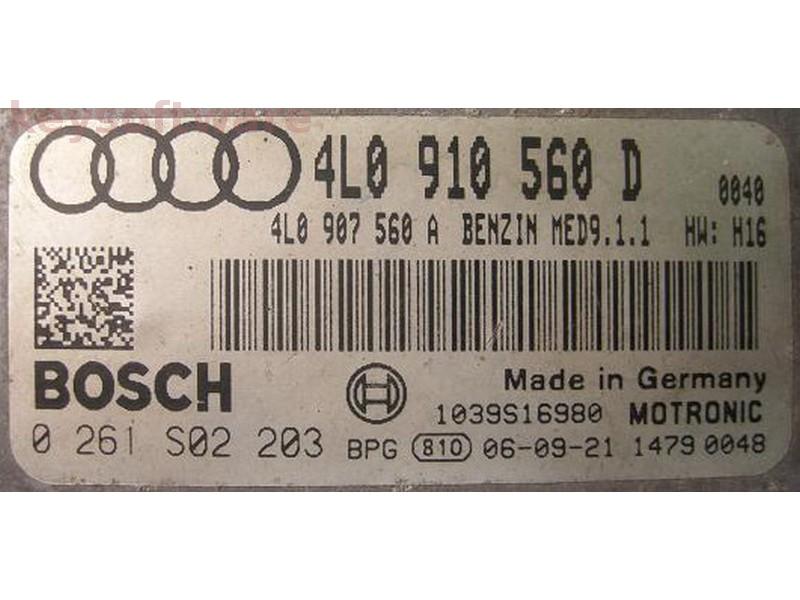 keysoftware
4L0 910 560 D 0040
4L0 907 560 A BENZIN MED9.1.1 HW: H16
BOSCH Made in Germany
1039S16980 MOTRONIC
0 261 S02 203 BPG 810 06-09-21 1479 0048